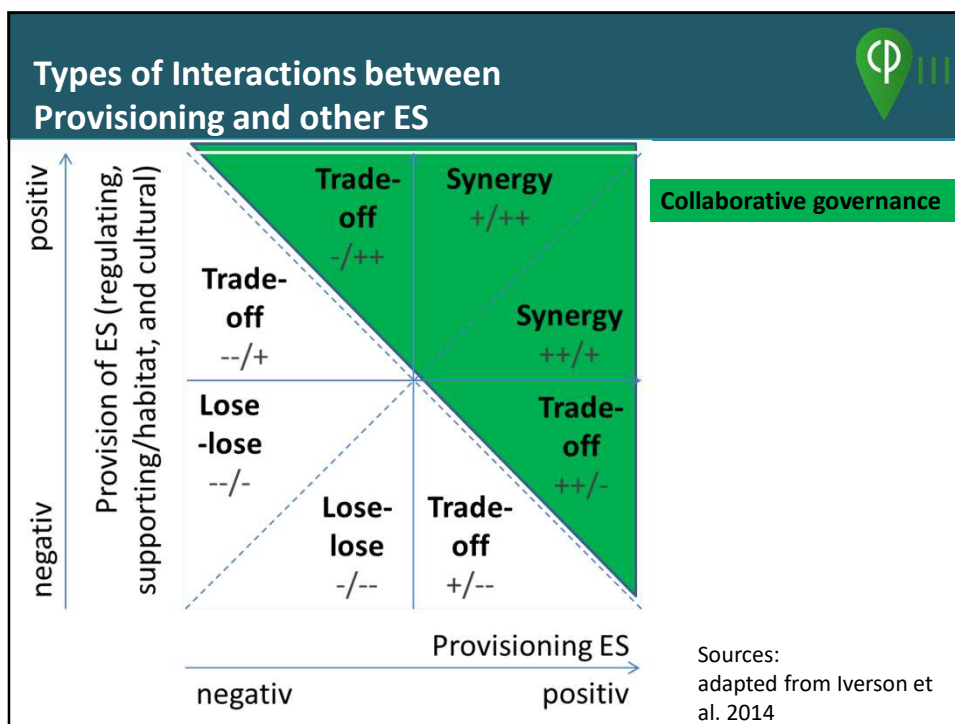 Types of Interactions between
Provisioning and other ES
cp
positiv
negativ
Provision of ES (regulating,
supporting/habitat, and cultural)
Trade-
off
-/++
Synergy
+/++
Collaborative governance
Trade-
off
--/+
Synergy
++/+
Lose
-lose
--/-
Trade-
off
++/-
Lose-
lose
-/--
Trade-
off
+/--
Provisioning ES
negativ
positiv
Sources:
adapted from Iverson et
al. 2014